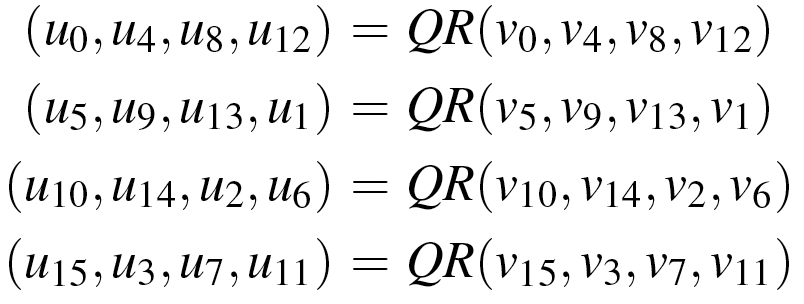 (u₀, u₄, u₈, u₁₂) = QR(v₀, v₄, v₈, v₁₂)
(u₅, u₉, u₁₃, u₁) = QR(v₅, v₉, v₁₃, v₁)
(u₁₀, u₁₄, u₂, u₆) = QR(v₁₀, v₁₄, v₂, v₆)
(u₁₅, u₃, u₇, u₁₁) = QR(v₁₅, v₃, v₇, v₁₁)